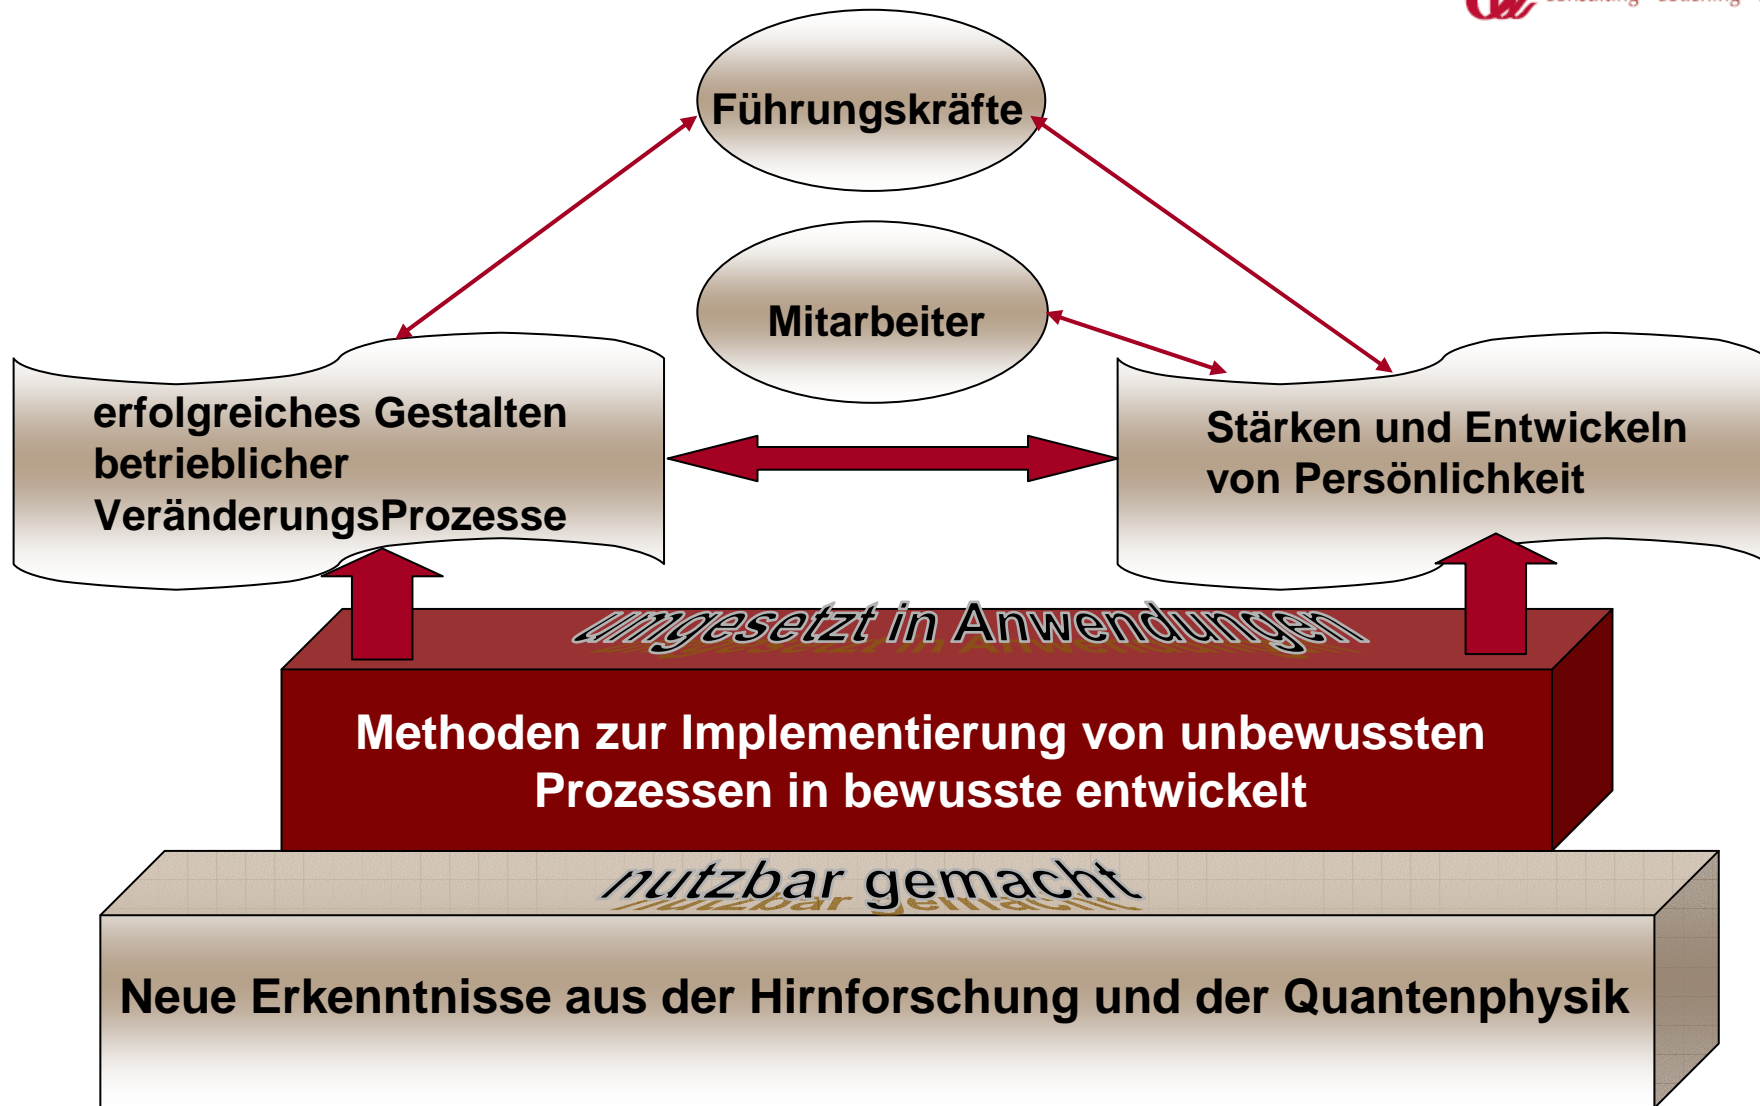 Führungskräfte
Mitarbeiter
erfolgreiches Gestalten
betrieblicher
VeränderungsProzesse
Stärken und Entwickeln
von Persönlichkeit
umgesetzt in Anwendungen
Methoden zur Implementierung von unbewussten
Prozessen in bewusste entwickelt
nutzbar gemacht
Neue Erkenntnisse aus der Hirnforschung und der Quantenphysik